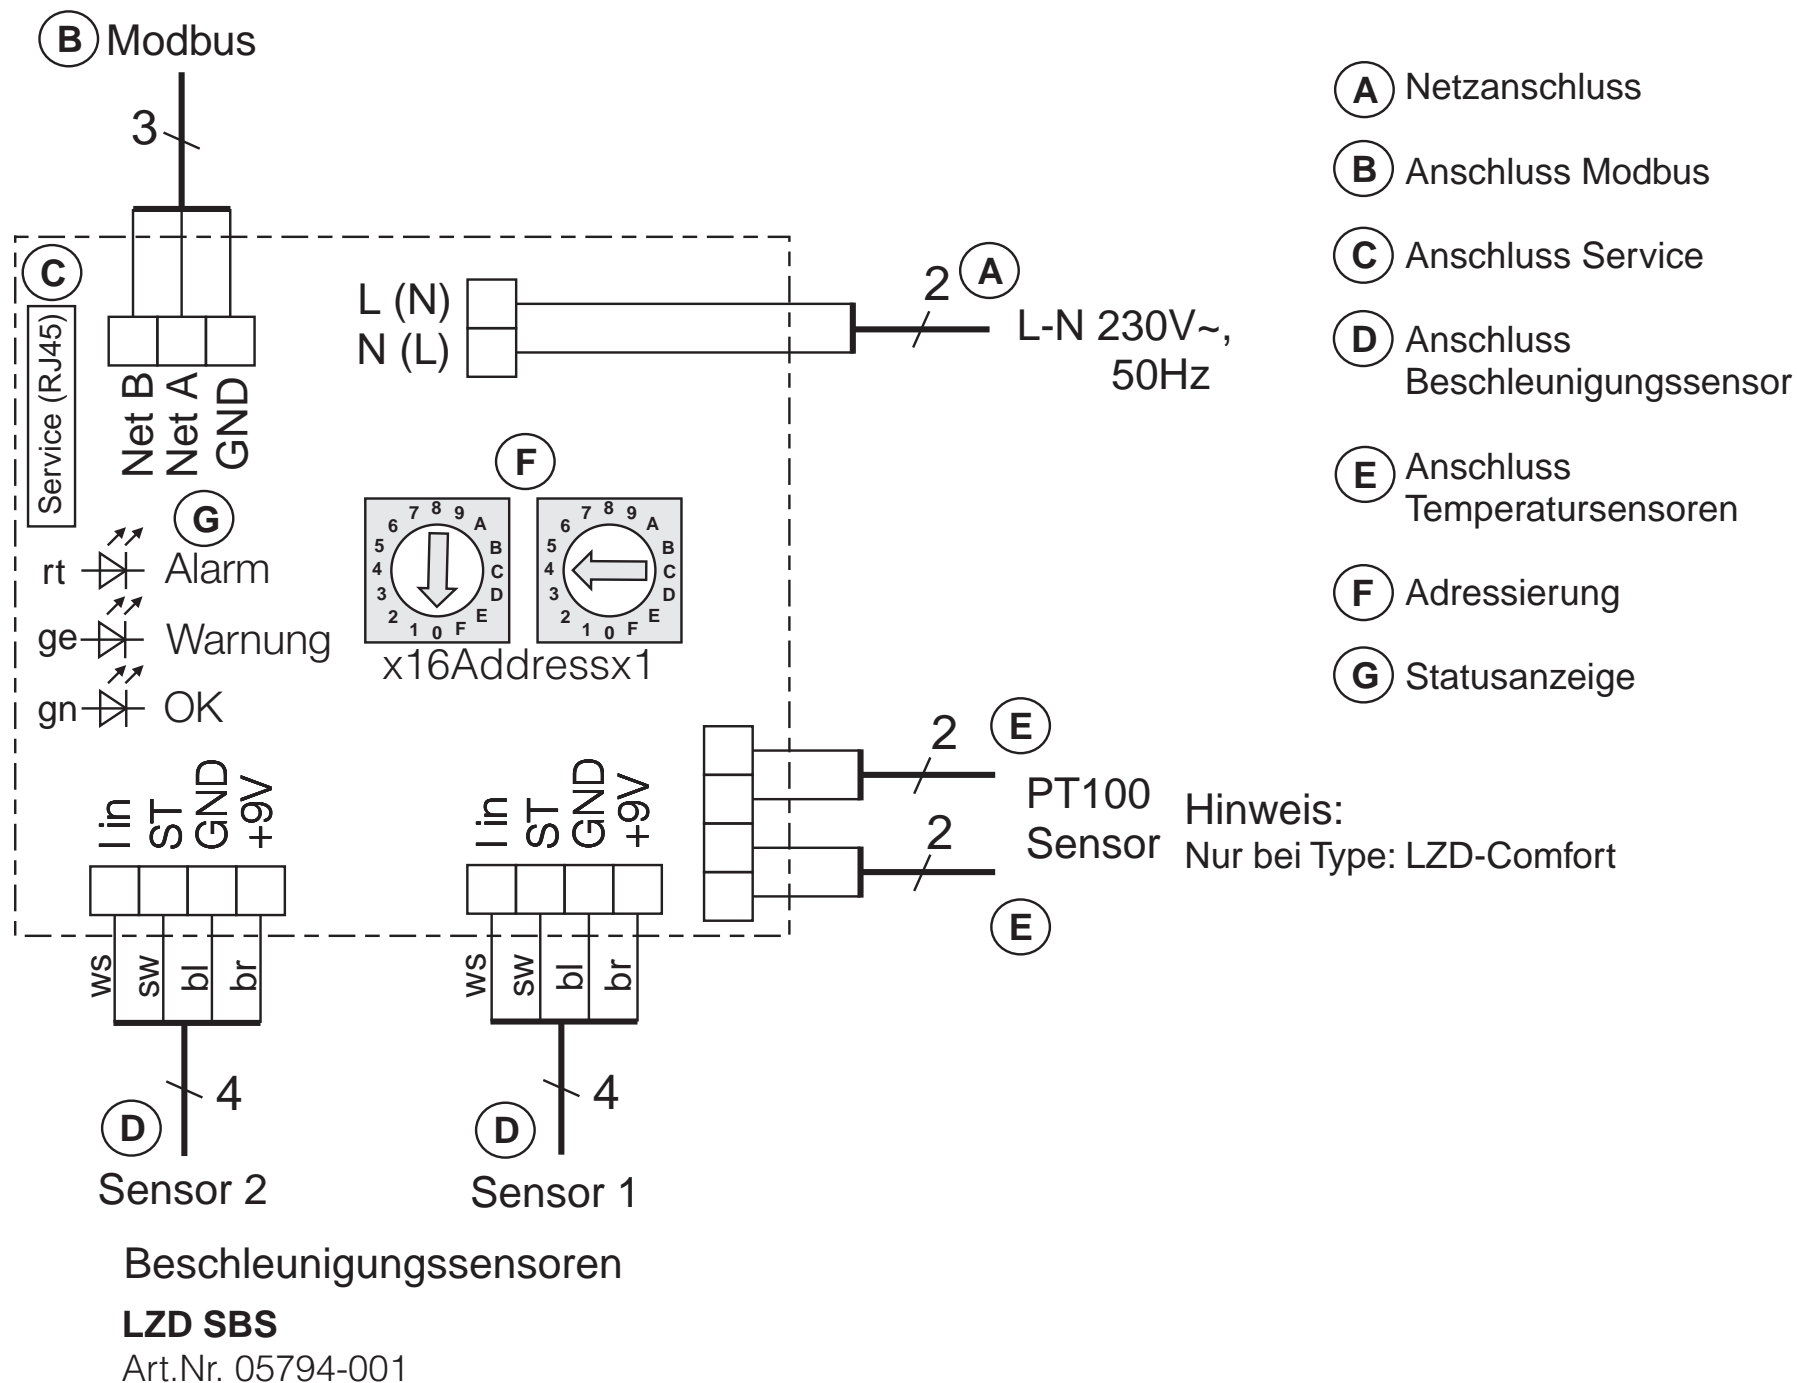 B Modbus
3
C
Service (RJ45)
Net B
Net A
GND
L (N)
N (L)
2
A
L-N 230V~,
50Hz
A Netzanschluss
B Anschluss Modbus
C Anschluss Service
D Anschluss
Beschleunigungssensor
E Anschluss
Temperatursensoren
F Adressierung
G Statusanzeige
G
rt Alarm
ge Warnung
gn OK
F
0 1 2 3 4 5 6 7 8 9 A B C D E F
0 1 2 3 4 5 6 7 8 9 A B C D E F
x16Addressx1
2
E
PT100
Sensor
2
E
Hinweis:
Nur bei Type: LZD-Comfort
I in
ST
GND
+9V
ws
sw
bl
br
4
D
Sensor 2
I in
ST
GND
+9V
ws
sw
bl
br
4
D
Sensor 1
Beschleunigungssensoren
LZD SBS
Art.Nr. 05794-001